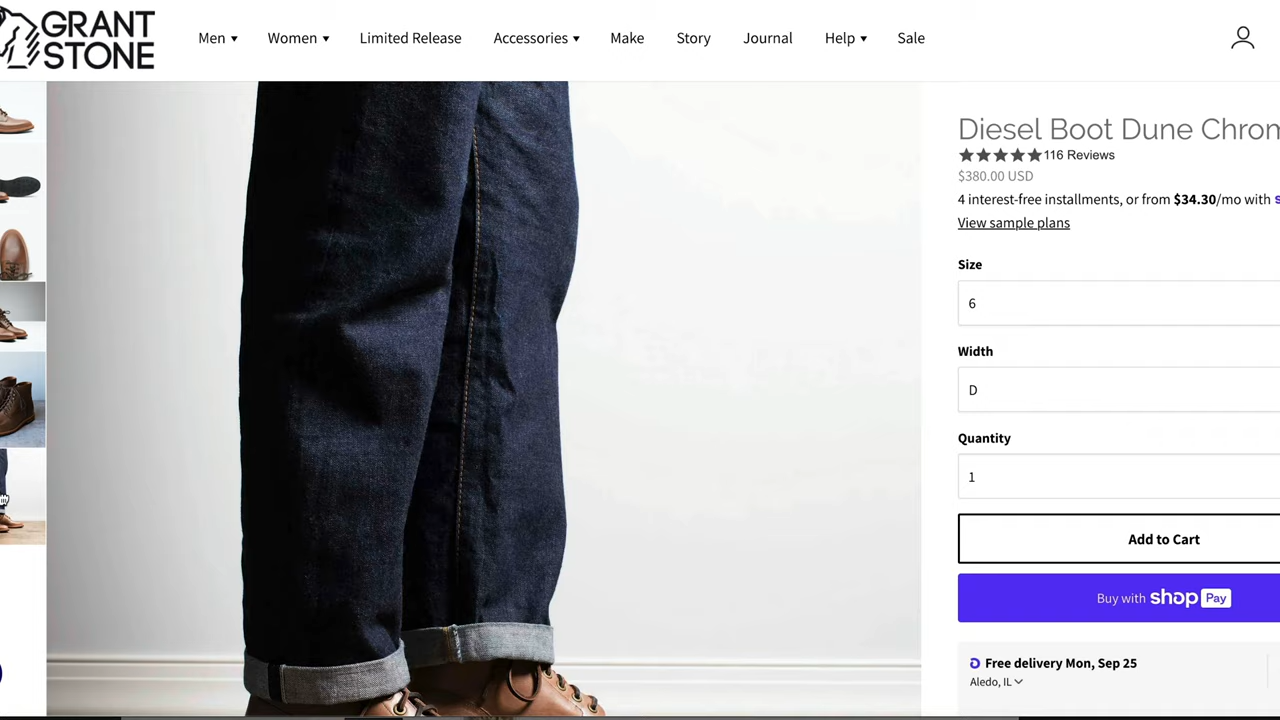 GRANT
STONE
Men
Women
Limited Release
Accessories
Make
Story
Journal
Help
Sale
Diesel Boot Dune
$380.00 USD
116 Reviews
4 interest-free installments, or from $34.30/mo with
View sample plans
Size
6
Width
D
Quantity
1
Add to Cart
Buy with shop Pay
Free delivery Mon, Sep 25
Aledo, IL